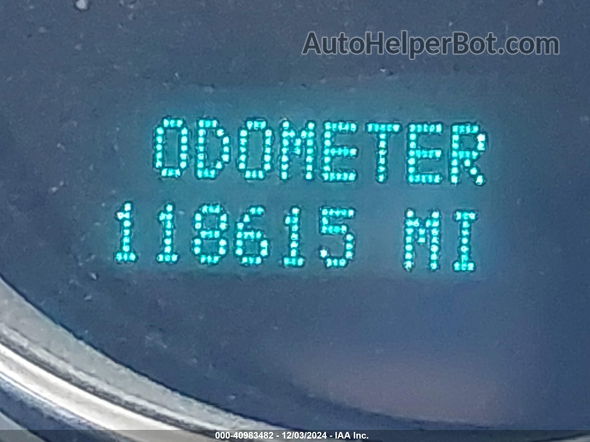 AutoHelperBot.com
ODOMETER
118615 MI
000-40983482 - 12/03/2024 - IAA Inc.